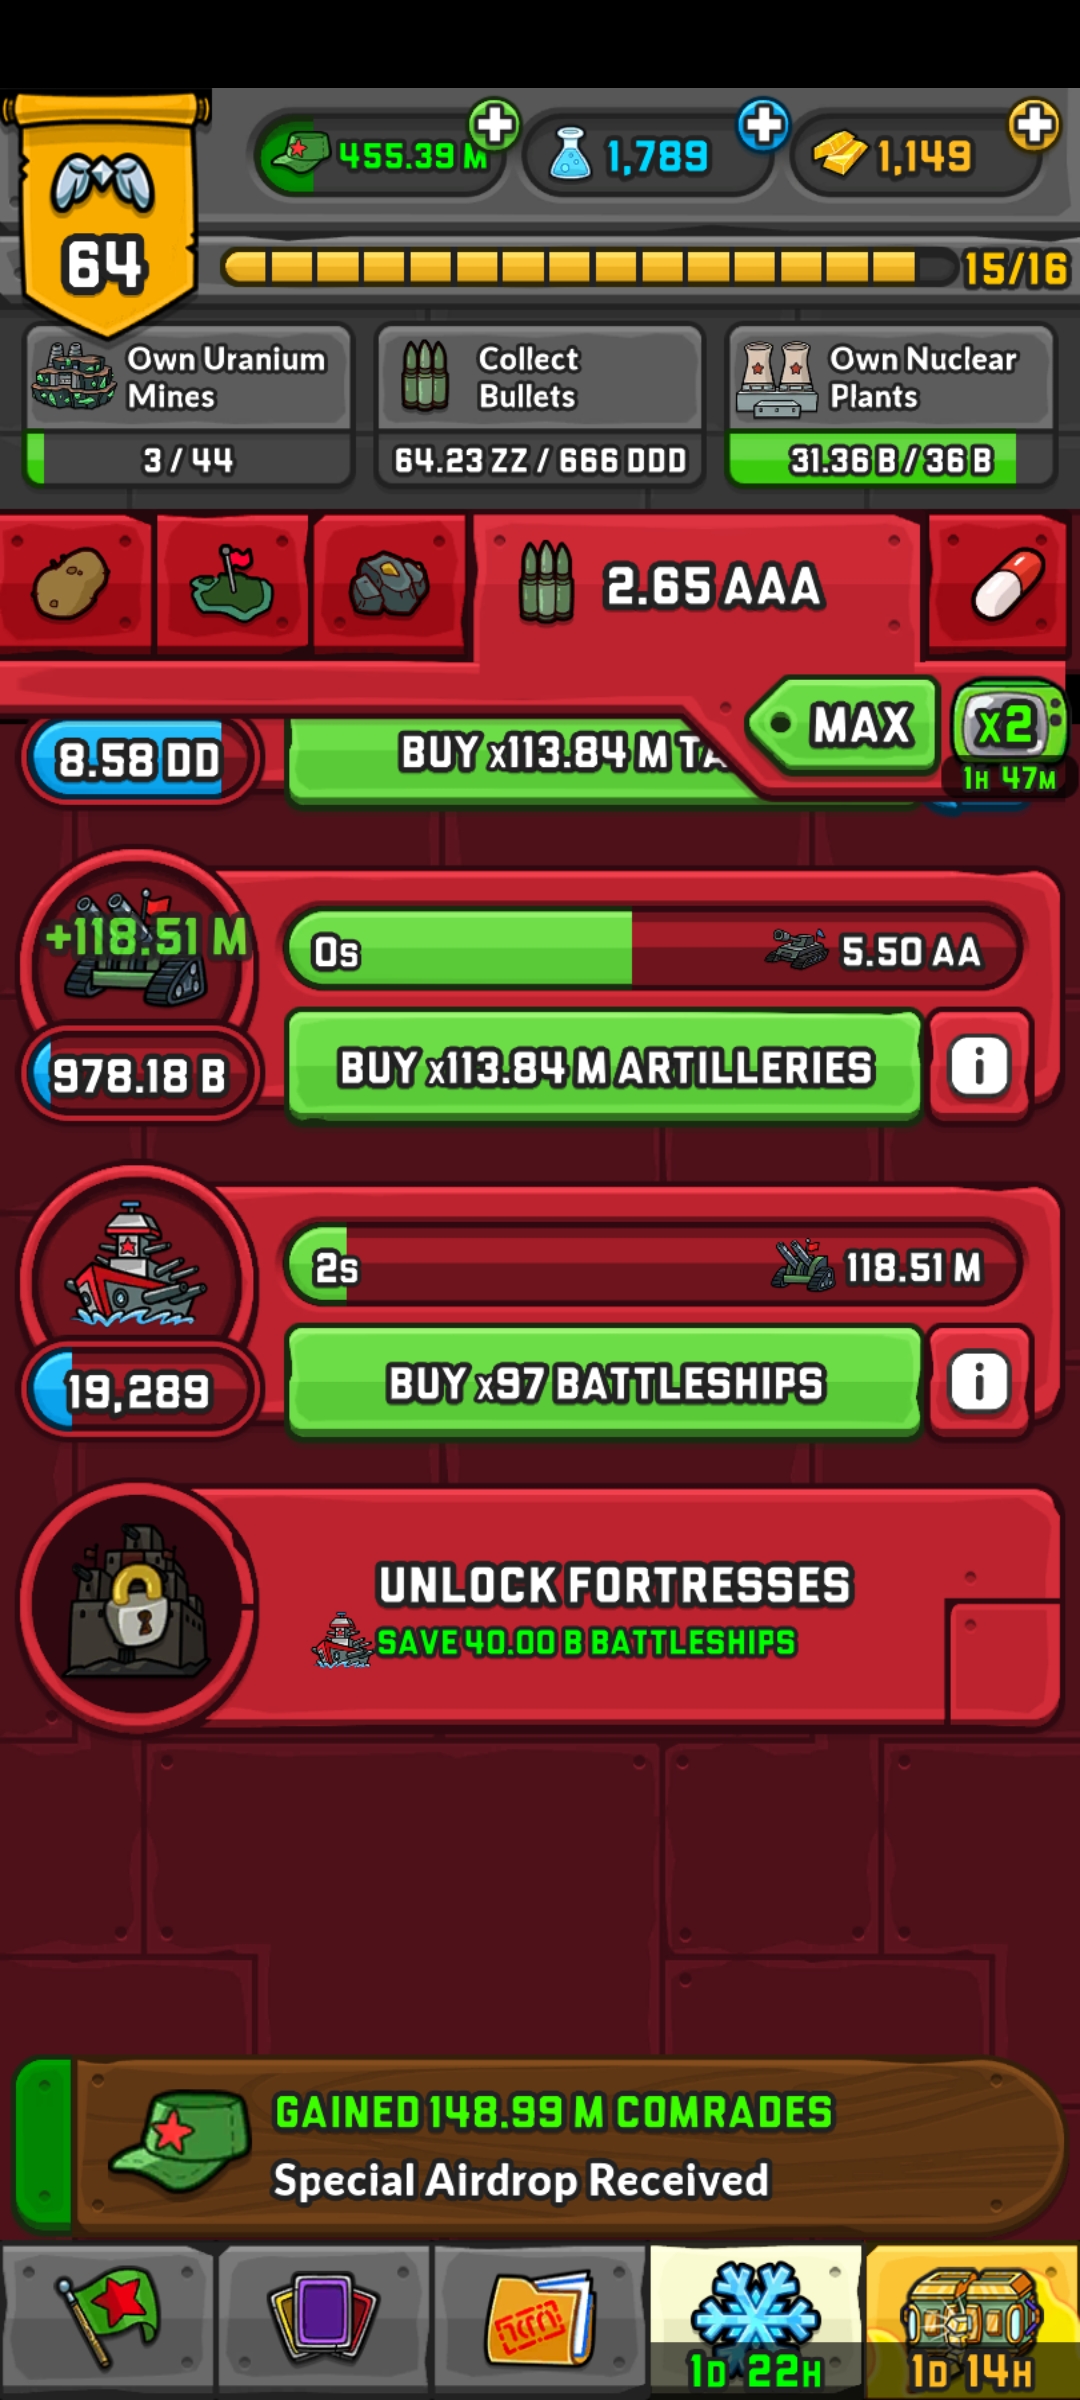 455.39 M
1,789
1,149
64
15/16
Own Uranium
Mines
3 / 44
Collect
Bullets
64.23 ZZ / 666 DDD
Own Nuclear
Plants
31.36 B / 36 B
2.65 AAA
MAX
x2
1H 47M
8.58 DD
BUY x113.84 M TA
+118.51 M
0s
5.50 AA
978.18 B
BUY x113.84 M ARTILLERIES
i
2s
118.51 M
19,289
BUY x97 BATTLESHIPS
i
UNLOCK FORTRESSES
SAVE 40.00 B BATTLESHIPS
GAINED 148.99 M COMRADES
Special Airdrop Received
1D 22H
1D 14H